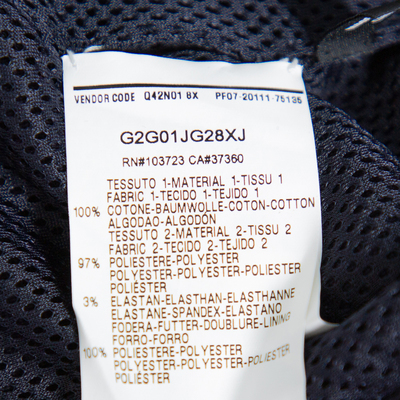 VENDOR CODE Q42N01 8X PF07-20111-75135
G2G01JG28XJ
RN#103723 CA#37360
TESSUTO 1-MATERIAL 1-TISSU 1
FABRIC 1-TECIDO 1-TEJIDO 1
100% COTONE-BAUMWOLLE-COTON-COTTON
ALGODAO-ALGODÓN
TESSUTO 2-MATERIAL 2-TISSU 2
FABRIC 2-TECIDO 2-TEJIDO 2
97% POLIESTERE-POLYESTER
POLYESTER-POLYESTER-POLIESTER
POLIÉSTER
3% ELASTAN-ELASTHAN-ELASTHANNE
ELASTANE-SPANDEX-ELASTANO
FODERA-FUTTER-DOUBLURE-LINING
FORRO-FORRO
100% POLIESTERE-POLYESTER
POLYESTER-POLYESTER-POLIESTER
POLIÉSTER